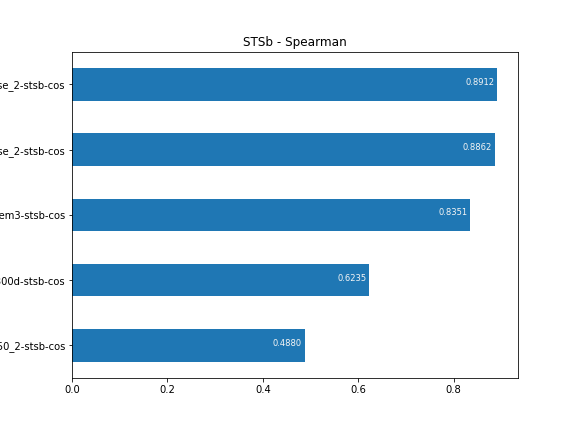 STSb - Spearman
se_2-stsb-cos
0.8912
se_2-stsb-cos
0.8862
em3-stsb-cos
0.8351
00d-stsb-cos
0.6235
50_2-stsb-cos
0.4880
0.0 0.2 0.4 0.6 0.8